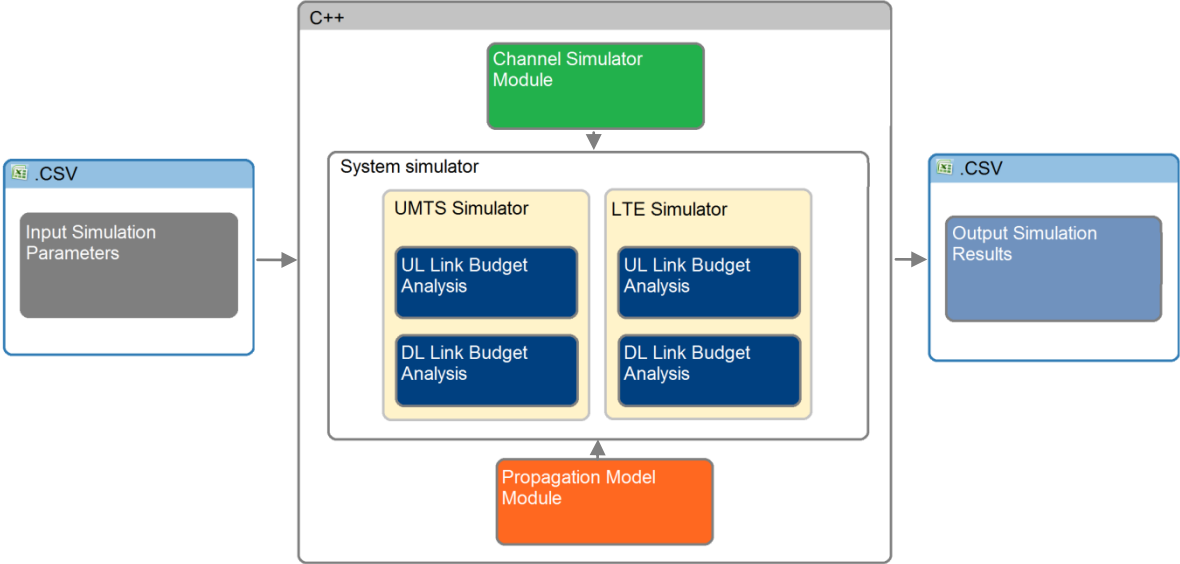 C++
Channel Simulator
Module
.CSV
Input Simulation
Parameters
System simulator
UMTS Simulator
UL Link Budget
Analysis
DL Link Budget
Analysis
LTE Simulator
UL Link Budget
Analysis
DL Link Budget
Analysis
Propagation Model
Module
.CSV
Output Simulation
Results